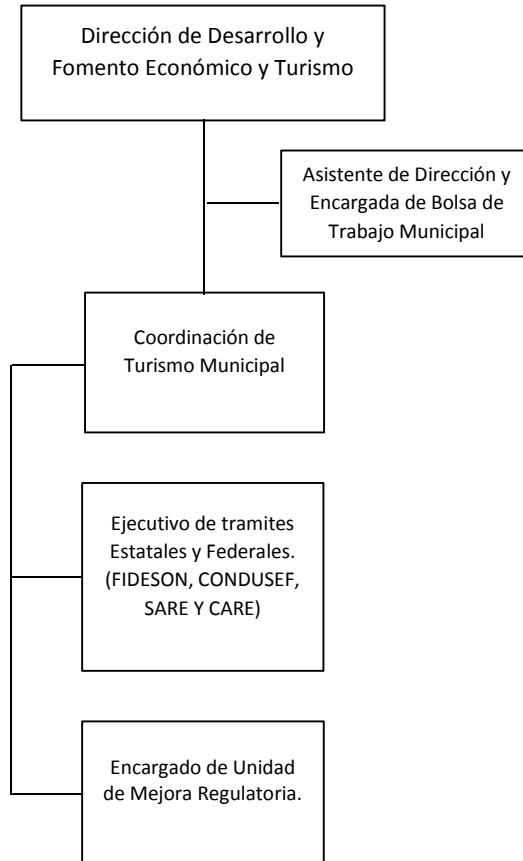 Dirección de Desarrollo y
Fomento Económico y Turismo
Asistente de Dirección y
Encargada de Bolsa de
Trabajo Municipal
Coordinación de
Turismo Municipal
Ejecutivo de tramites
Estatales y Federales.
(FIDESON, CONDUSEF,
SARE Y CARE)
Encargado de Unidad
de Mejora Regulatoria.